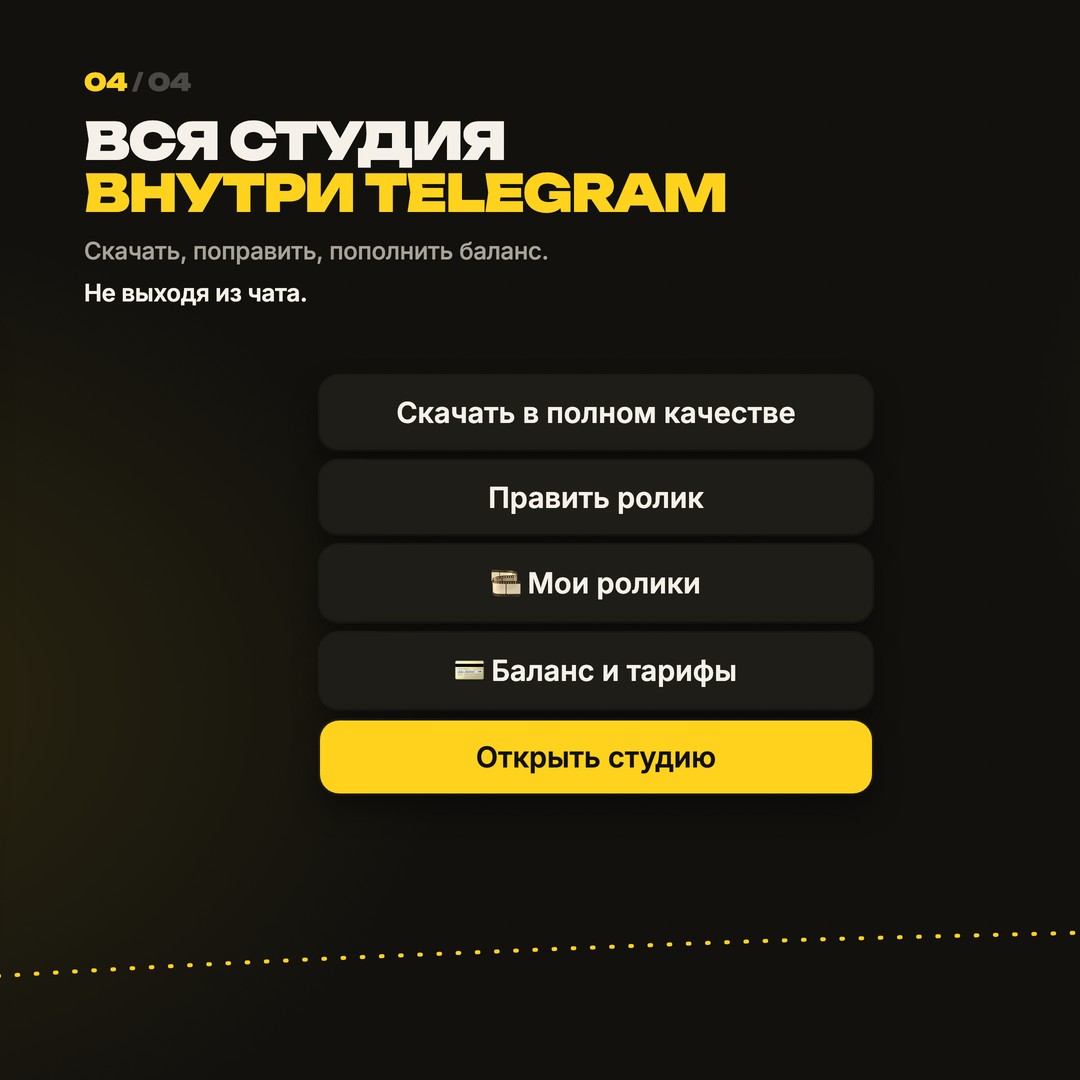 04 / 04
ВСЯ СТУДИЯ
ВНУТРИ TELEGRAM
Скачать, поправить, пополнить баланс.
Не выходя из чата.
Скачать в полном качестве
Править ролик
Мои ролики
Баланс и тарифы
Открыть студию